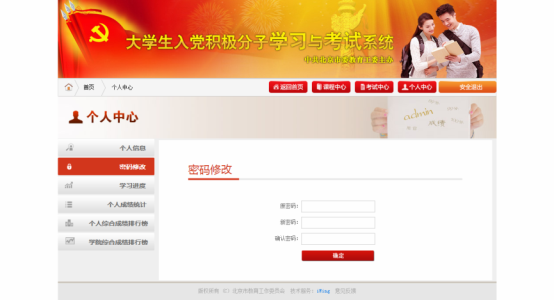 大学生入党积极分子学习与考试系统
中共北京市委教育工委主办
首页 个人中心
返回首页 课程中心 考试中心 个人中心 安全退出
个人中心
admin
个人信息
密码修改
学习进度
个人成绩统计
个人综合成绩排行榜
学院综合成绩排行榜
密码修改
原密码:
新密码:
确认密码:
确定
版权所有 (C) 北京市教育工作委员会 技术服务: 意见反馈